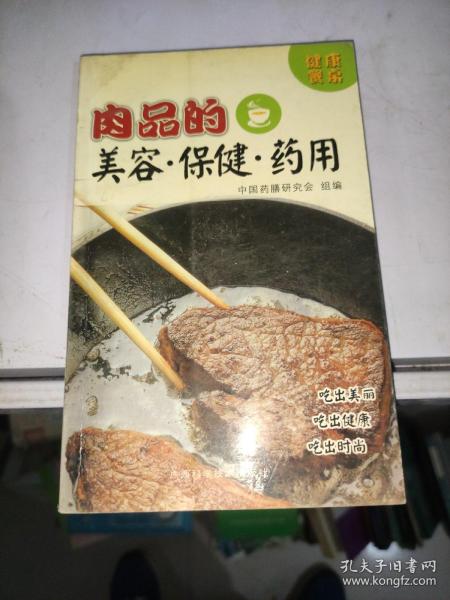 健康
餐桌
肉品的
美容·保健·药用
中国药膳研究会 组编
吃出美丽
吃出健康
吃出时尚
孔夫子旧书网
www.kongfz.com